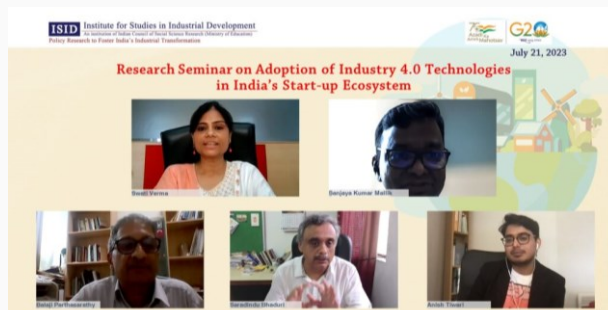 ISID Institute for Studies in Industrial Development
An institution of Indian Council of Social Science Research (Ministry of Education)
Policy Research to Foster India's Industrial Transformation
G20
July 21, 2023
Research Seminar on Adoption of Industry 4.0 Technologies
in India's Start-up Ecosystem
Swati Verma
Sanjaya Kumar Mallik
Balaji Parthasarathy
Saradindu Bhaduri
Anish Tiwari